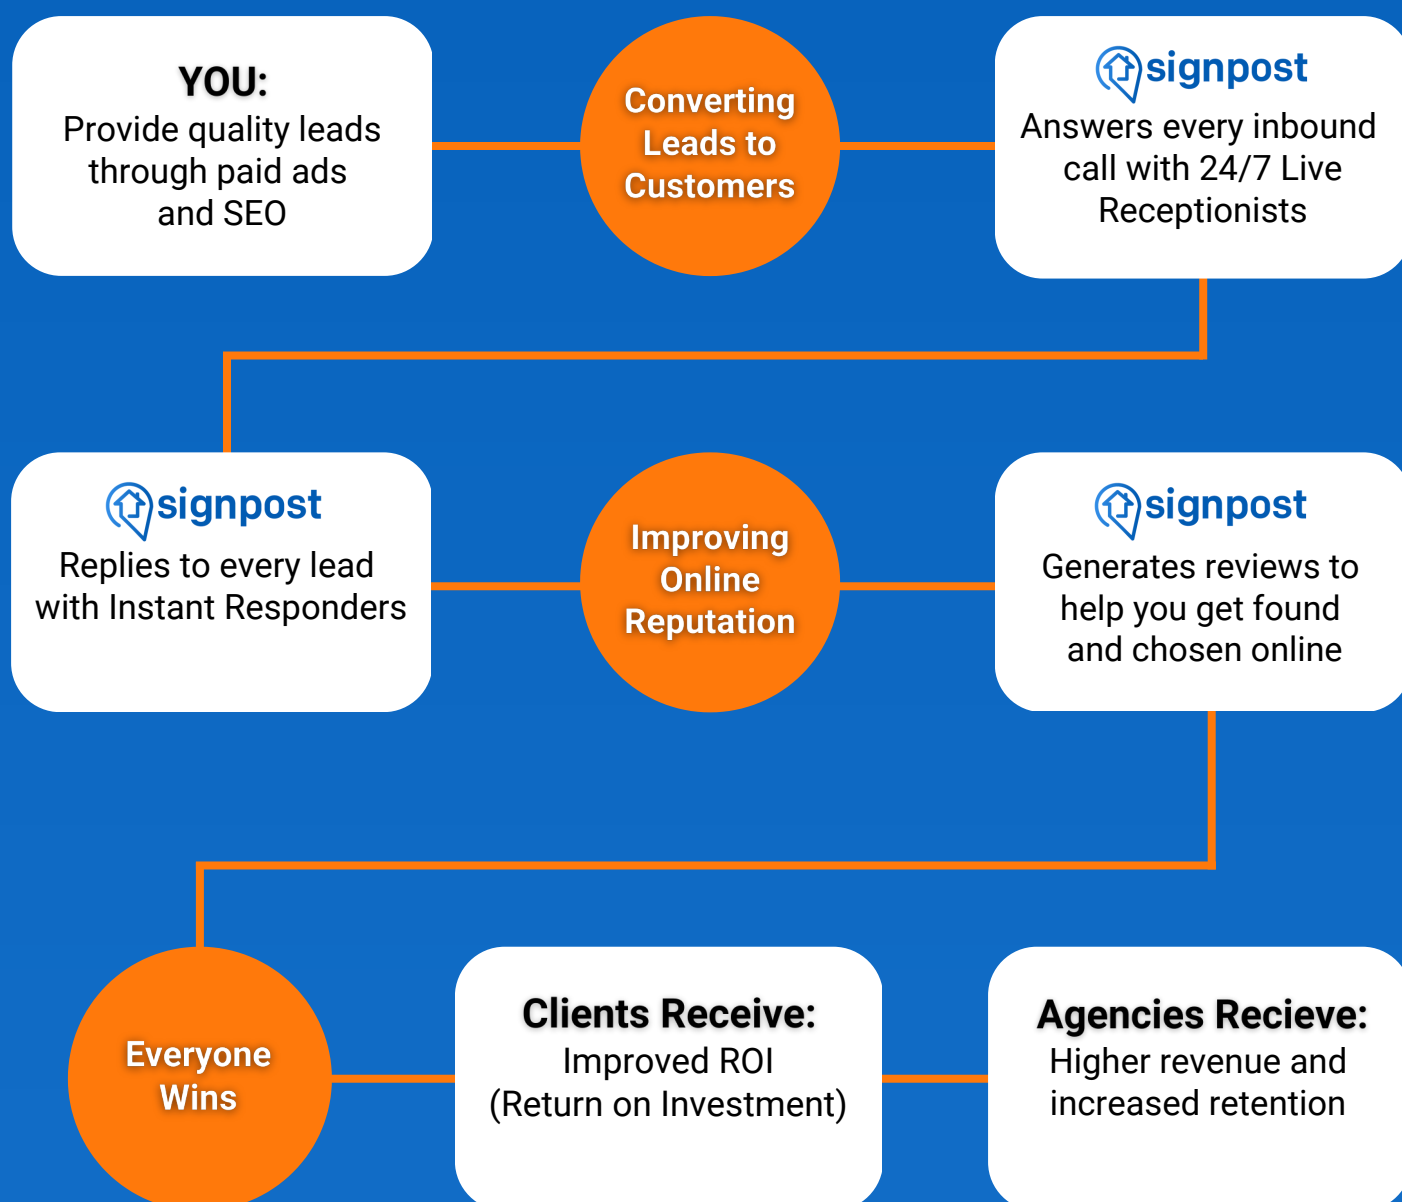 YOU:
Provide quality leads
through paid ads
and SEO
Converting
Leads to
Customers
signpost
Answers every inbound
call with 24/7 Live
Receptionists
signpost
Replies to every lead
with Instant Responders
Improving
Online
Reputation
signpost
Generates reviews to
help you get found
and chosen online
Everyone
Wins
Clients Receive:
Improved ROI
(Return on Investment)
Agencies Recieve:
Higher revenue and
increased retention